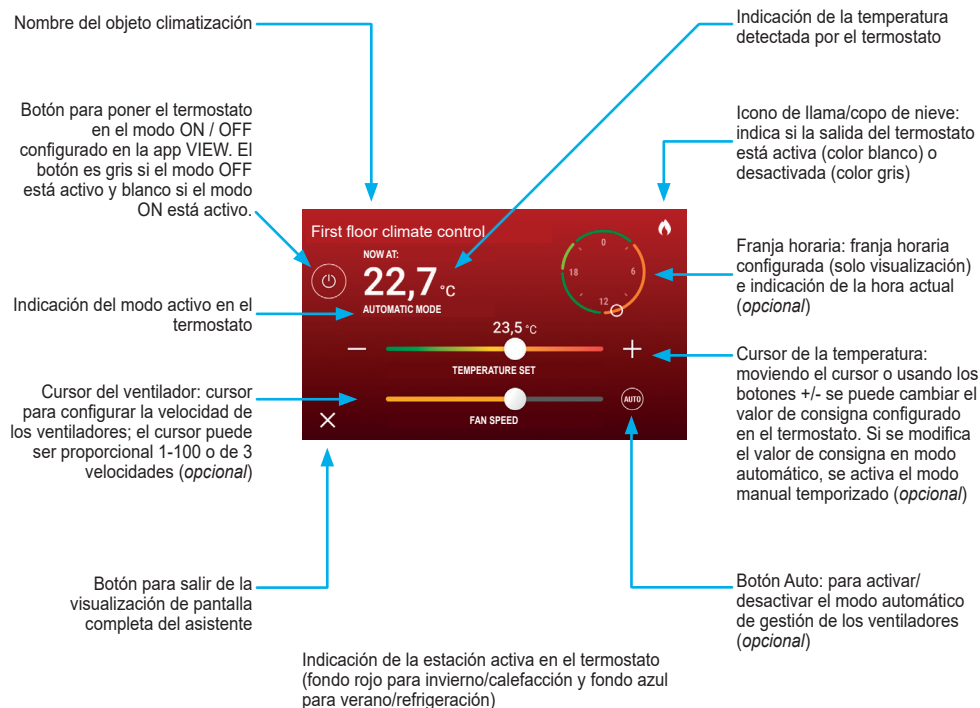 Nombre del objeto climatización
Botón para poner el termostato
en el modo ON / OFF
configurado en la app VIEW. El
botón es gris si el modo OFF
está activo y blanco si el modo
ON está activo.
Indicación del modo activo en el
termostato
Cursor del ventilador: cursor
para configurar la velocidad de
los ventiladores; el cursor puede
ser proporcional 1-100 o de 3
velocidades (opcional)
Botón para salir de la
visualización de pantalla
completa del asistente
First floor climate control
NOW AT:
22,7 °C
AUTOMATIC MODE
0
6
12
18
23,5 °C
TEMPERATURE SET
AUTO
FAN SPEED
Indicación de la temperatura
detectada por el termostato
Icono de llama/copo de nieve:
indica si la salida del termostato
está activa (color blanco) o
desactivada (color gris)
Franja horaria: franja horaria
configurada (solo visualización)
e indicación de la hora actual
(opcional)
Cursor de la temperatura:
moviendo el cursor o usando los
botones +/- se puede cambiar el
valor de consigna configurado
en el termostato. Si se modifica
el valor de consigna en modo
automático, se activa el modo
manual temporizado (opcional)
Botón Auto: para activar/
desactivar el modo automático
de gestión de los ventiladores
(opcional)
Indicación de la estación activa en el termostato
(fondo rojo para invierno/calefacción y fondo azul
para verano/refrigeración)